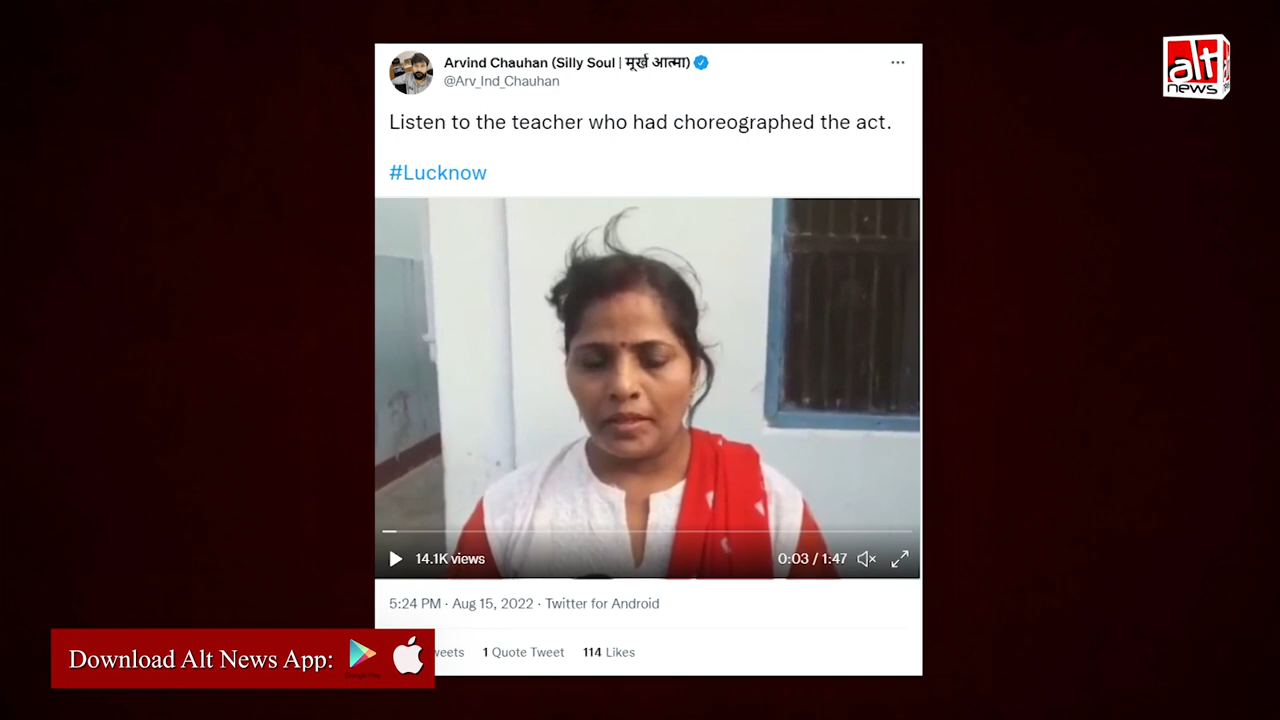 Arvind Chauhan (Silly Soul | मूर्ख आत्मा)
@Arv_Ind_Chauhan
alt
news
Listen to the teacher who had choreographed the act.
#Lucknow
14.1K views
0:03 / 1:47
5:24 PM · Aug 15, 2022 · Twitter for Android
Download Alt News App:
Google Play
weets 1 Quote Tweet 114 Likes